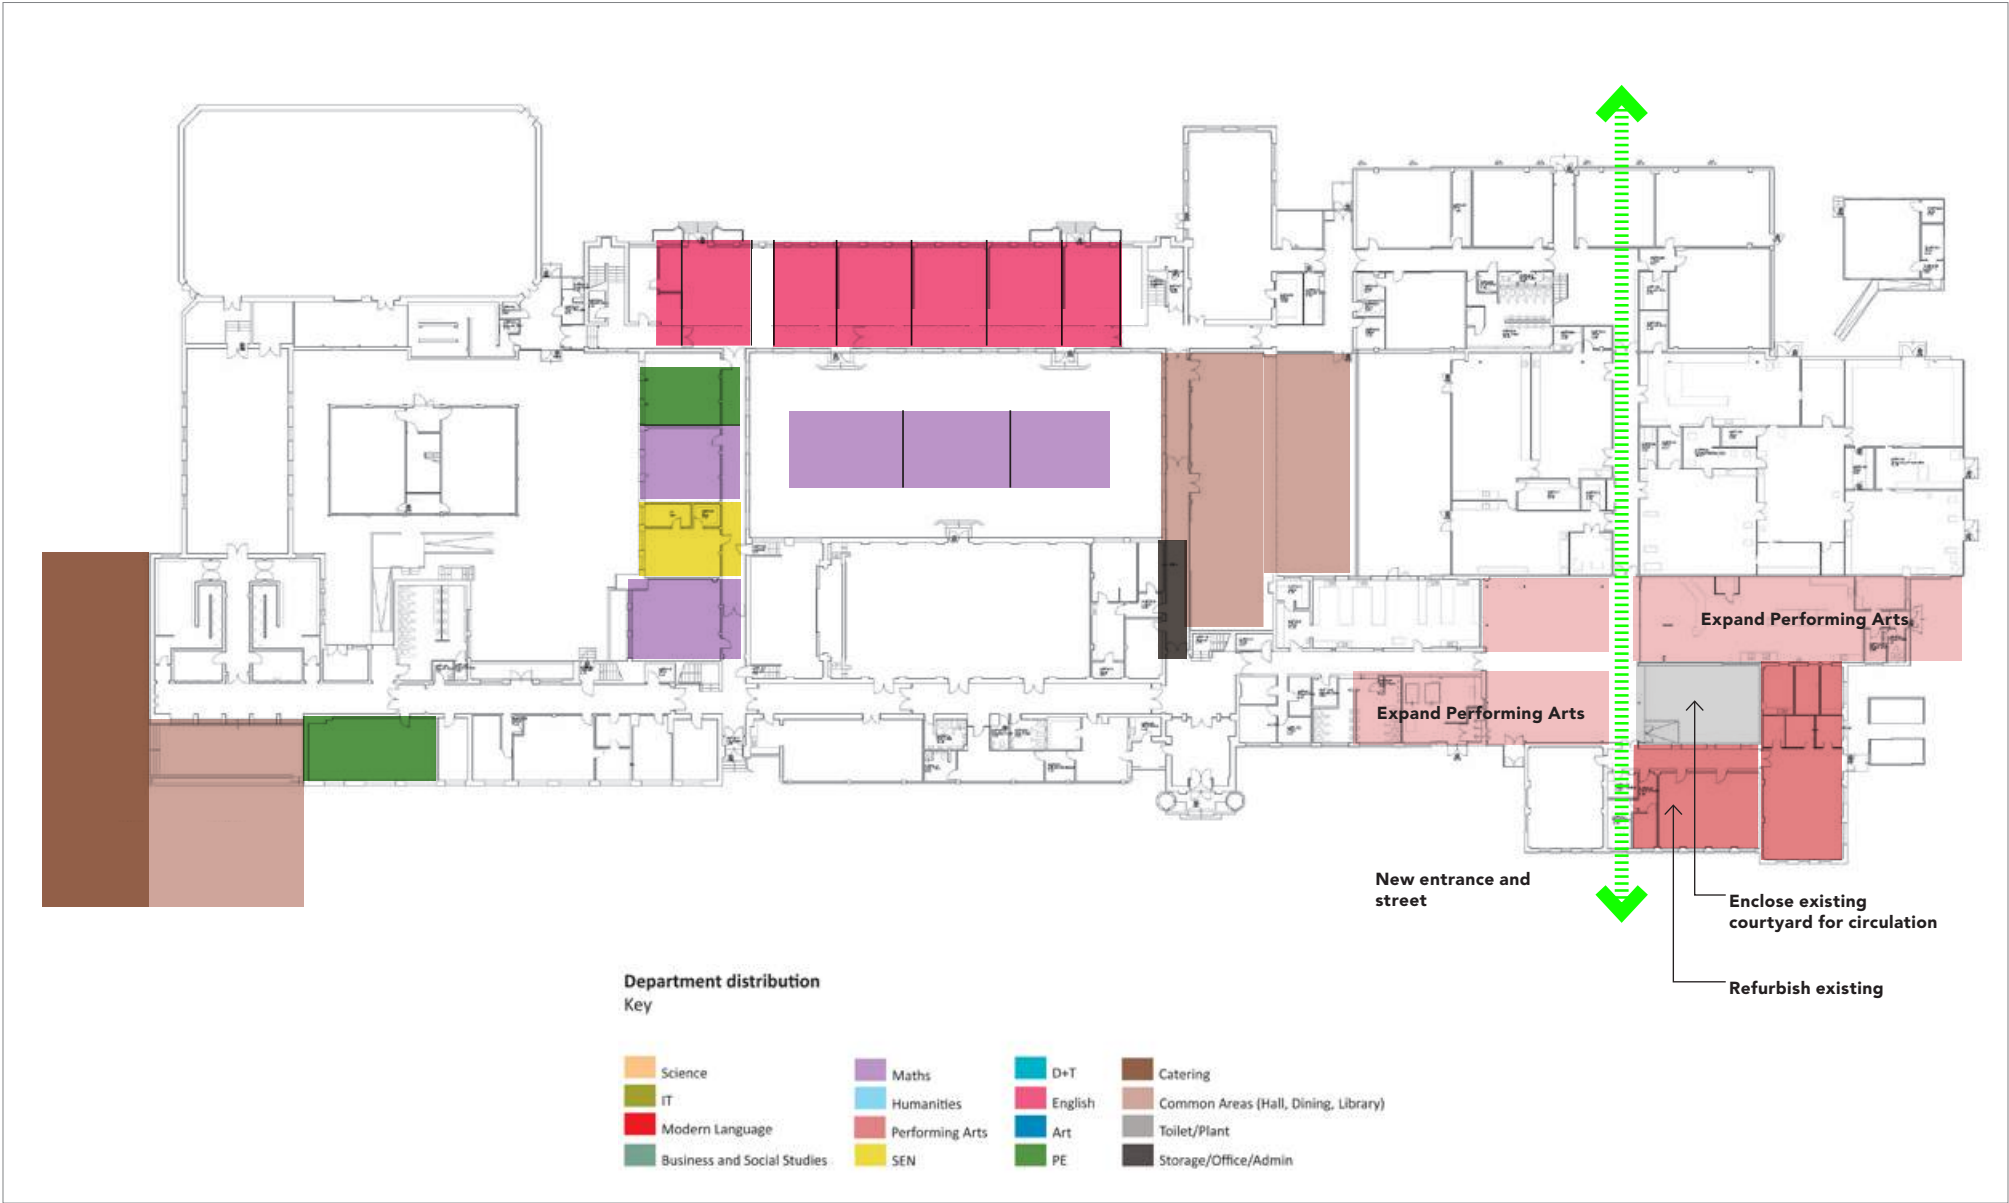 Expand Performing Arts
Expand Performing Arts
New entrance and
street
Enclose existing
courtyard for circulation
Refurbish existing
Department distribution
Key
Science
IT
Modern Language
Business and Social Studies
Maths
Humanities
Performing Arts
SEN
D+T
English
Art
PE
Catering
Common Areas (Hall, Dining, Library)
Toilet/Plant
Storage/Office/Admin